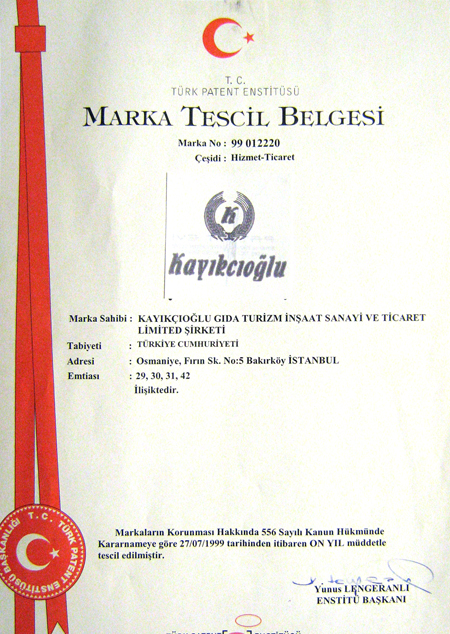 T. C.
TÜRK PATENT ENSTİTÜSÜ
MARKA TESCİL BELGESİ
Marka No : 99 012220
Çeşidi : Hizmet-Ticaret
K
Kayıkcıoğlu
Marka Sahibi : KAYIKÇIOĞLU GIDA TURİZM İNŞAAT SANAYİ VE TİCARET
LİMİTED ŞİRKETİ
Tabiyeti : TÜRKİYE CUMHURİYETİ
Adresi : Osmaniye, Fırın Sk. No:5 Bakırköy İSTANBUL
Emtiası : 29, 30, 31, 42
İlişiktedir.
Markaların Korunması Hakkında 556 Sayılı Kanun Hükmünde
Kararnameye göre 27/07/1999 tarihinden itibaren ON YIL müddetle
tescil edilmiştir.
Yunus LENGERANLI
ENSTİTÜ BAŞKANI
T.C. TÜRK PATENT ENSTİTÜSÜ BAŞKANLIĞI